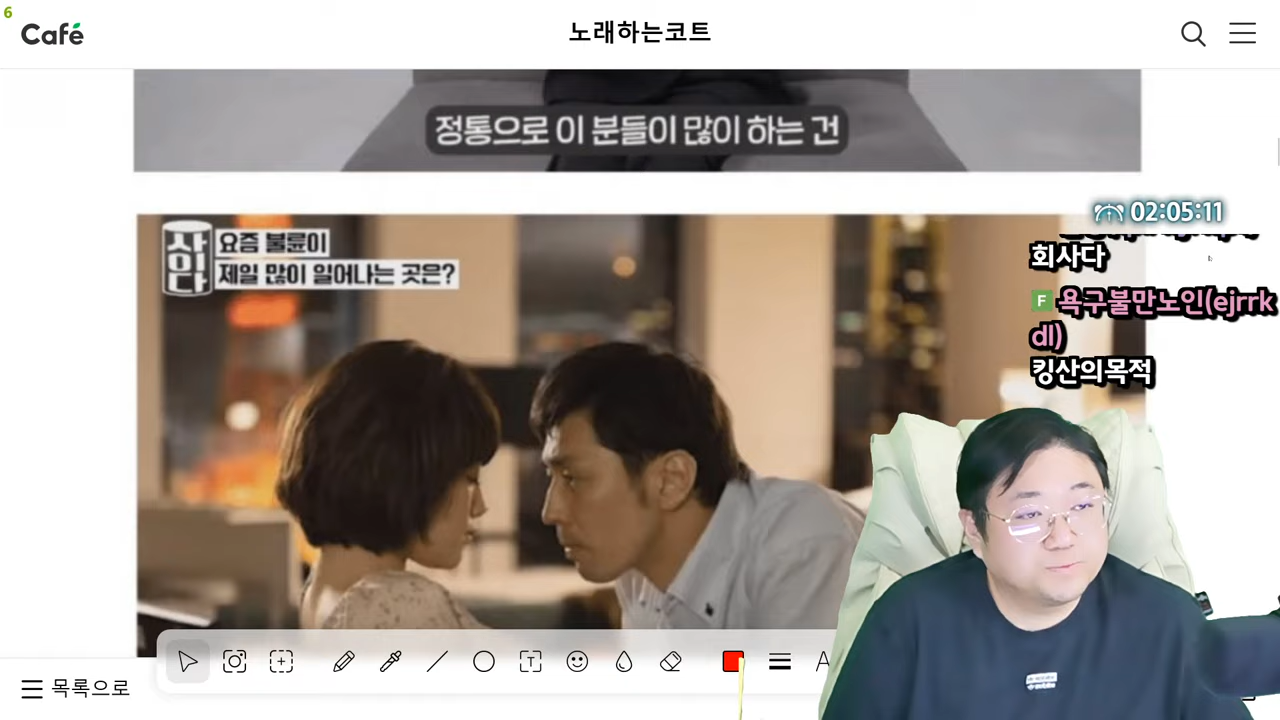 6
Café
노래하는코트
정통으로 이 분들이 많이 하는 건
사이다
요즘 불륜이
제일 많이 일어나는 곳은?
02:05:11
회사다
F 욕구불만노인(ejrrk
dl)
킹산의목적
T
A
목록으로